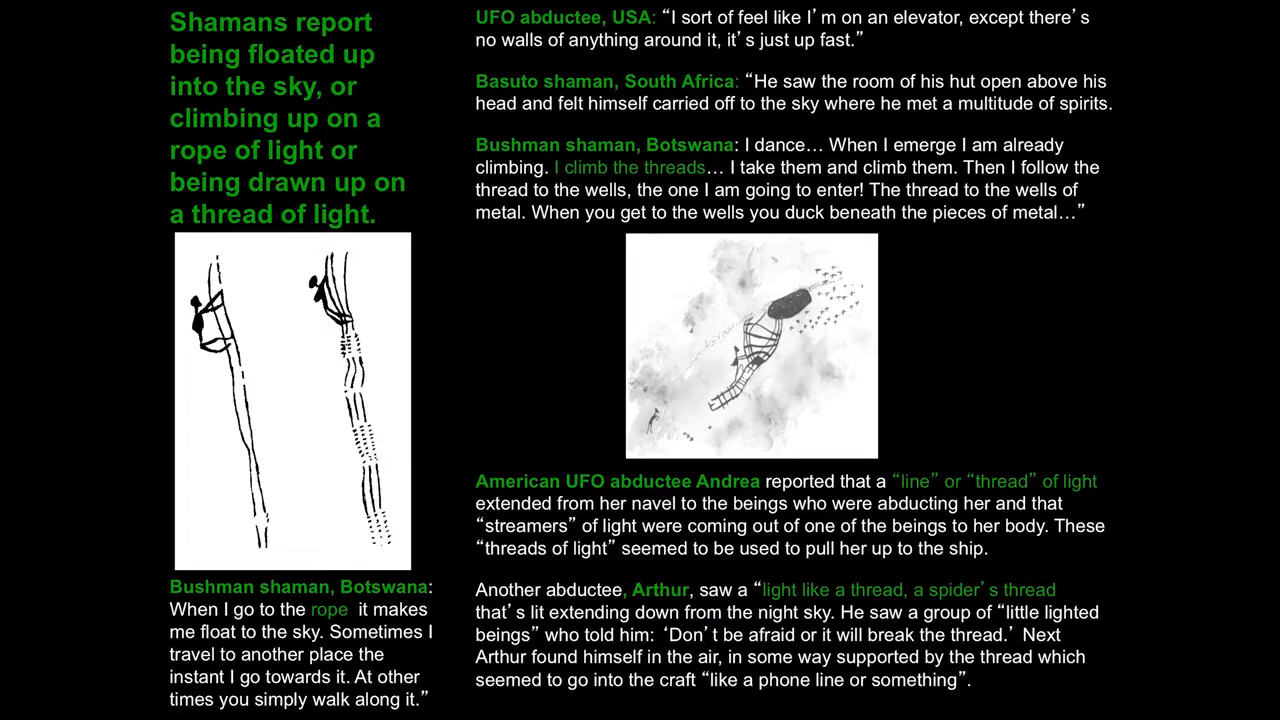 Shamans report
being floated up
into the sky, or
climbing up on a
rope of light or
being drawn up on
a thread of light.
Bushman shaman, Botswana:
When I go to the rope it makes
me float to the sky. Sometimes I
travel to another place the
instant I go towards it. At other
times you simply walk along it.”
UFO abductee, USA: “I sort of feel like I’m on an elevator, except there’s
no walls of anything around it, it’s just up fast.”
Basuto shaman, South Africa: “He saw the room of his hut open above his
head and felt himself carried off to the sky where he met a multitude of spirits.
Bushman shaman, Botswana: I dance… When I emerge I am already
climbing. I climb the threads… I take them and climb them. Then I follow the
thread to the wells, the one I am going to enter! The thread to the wells of
metal. When you get to the wells you duck beneath the pieces of metal…”
American UFO abductee Andrea reported that a “line” or “thread” of light
extended from her navel to the beings who were abducting her and that
“streamers” of light were coming out of one of the beings to her body. These
“threads of light” seemed to be used to pull her up to the ship.
Another abductee, Arthur, saw a “light like a thread, a spider’s thread
that’s lit extending down from the night sky. He saw a group of “little lighted
beings” who told him: ‘Don’t be afraid or it will break the thread.’ Next
Arthur found himself in the air, in some way supported by the thread which
seemed to go into the craft “like a phone line or something”.